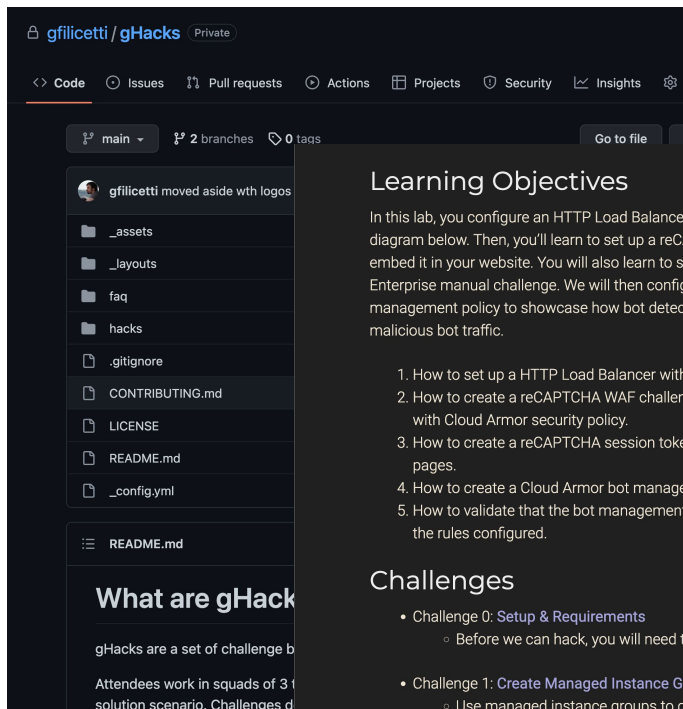 gfilicetti / gHacks Private
Code Issues Pull requests Actions Projects Security Insights
main 2 branches 0 tags Go to file
gfilicetti moved aside wth logos
_assets
_layouts
faq
hacks
.gitignore
CONTRIBUTING.md
LICENSE
README.md
_config.yml
README.md
What are gHack
gHacks are a set of challenge b
Attendees work in squads of 3
solution scenario. Challenges d
Learning Objectives
In this lab, you configure an HTTP Load Balance
diagram below. Then, you’ll learn to set up a reC
embed it in your website. You will also learn to s
Enterprise manual challenge. We will then config
management policy to showcase how bot detec
malicious bot traffic.
1. How to set up a HTTP Load Balancer with
2. How to create a reCAPTCHA WAF challen
with Cloud Armor security policy.
3. How to create a reCAPTCHA session toke
pages.
4. How to create a Cloud Armor bot manage
5. How to validate that the bot management
the rules configured.
Challenges
• Challenge 0: Setup & Requirements
◦ Before we can hack, you will need
• Challenge 1: Create Managed Instance G
◦ Use managed instance groups to